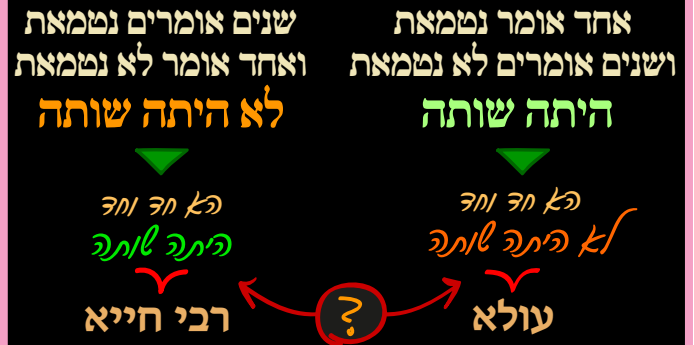 אחד אומר נטמאת
ושנים אומרים לא נטמאת
היתה שותה
הא חד וחד
לא היתה שותה
עולא
שנים אומרים נטמאת
ואחד אומר לא נטמאת
לא היתה שותה
הא חד וחד
היתה שותה
רבי חייא
?